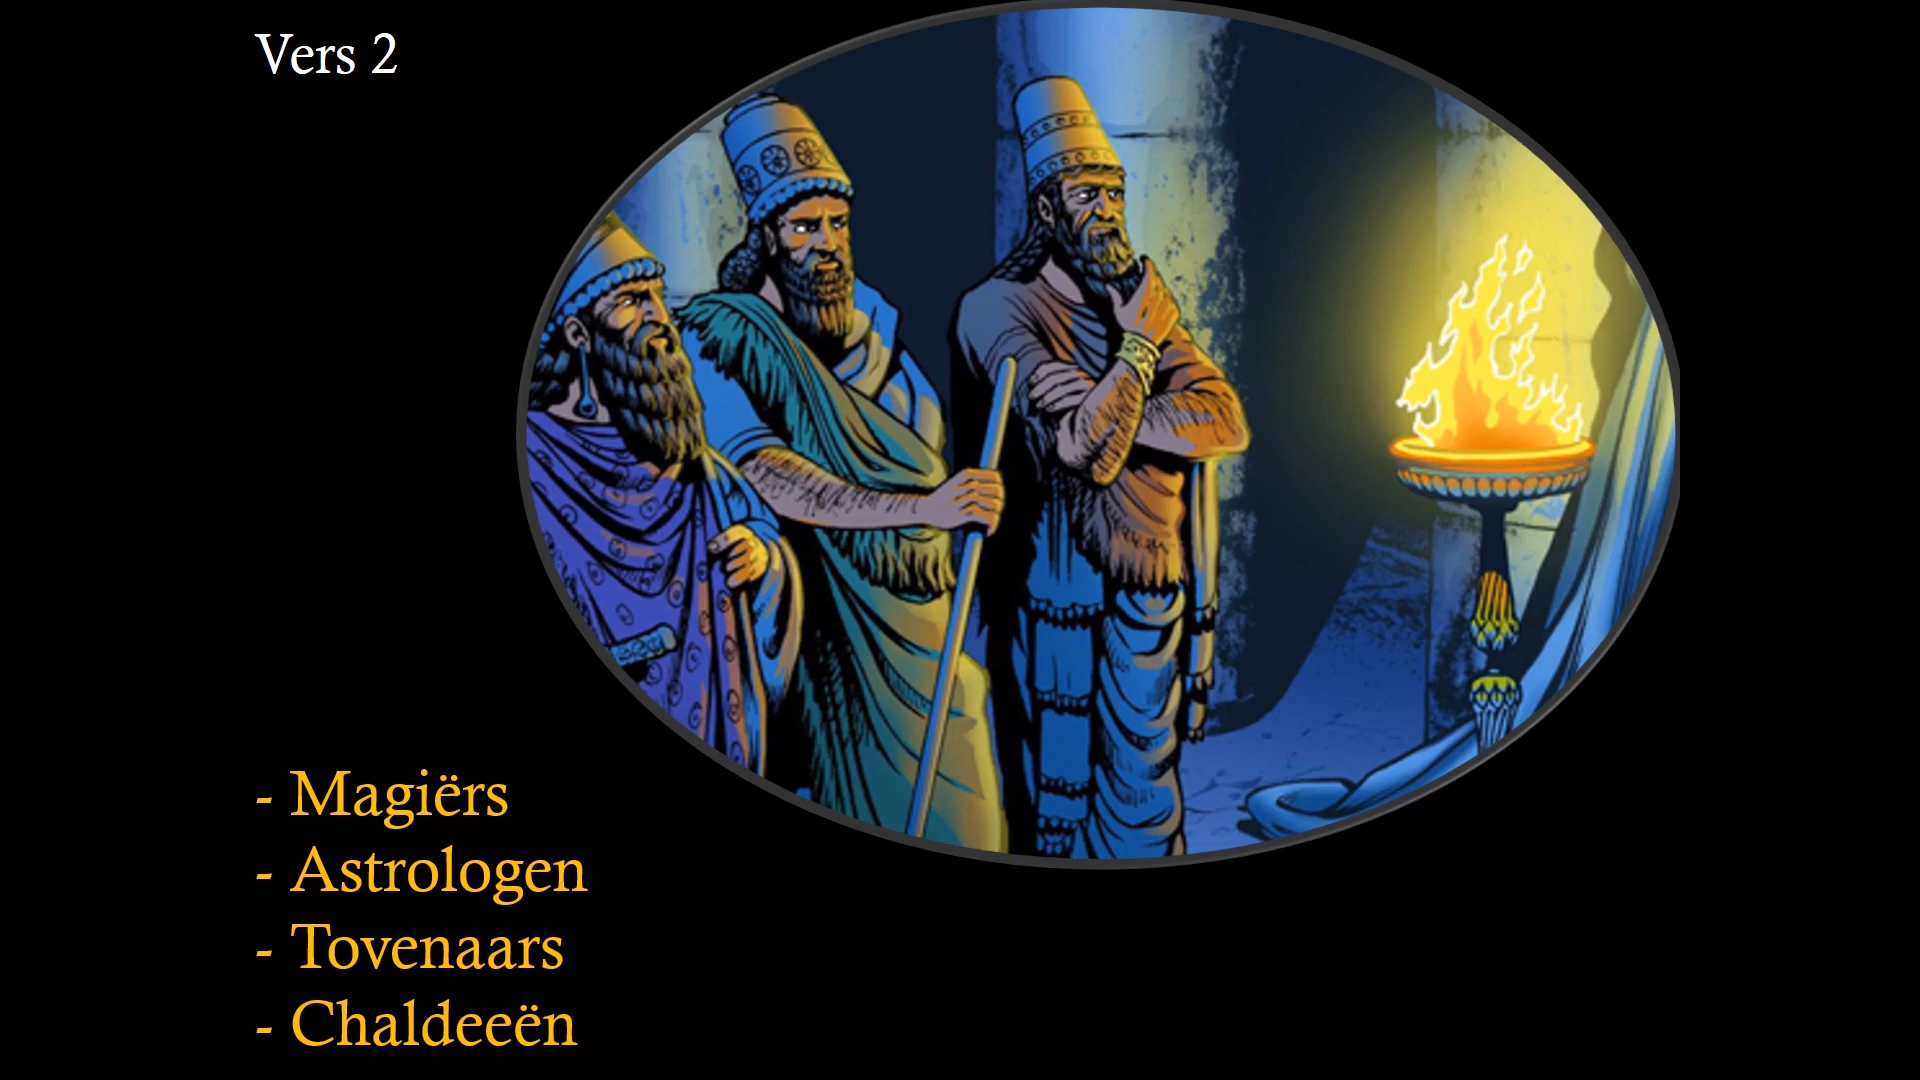 Vers 2
- Magiërs
- Astrologen
- Tovenaars
- Chaldeeën